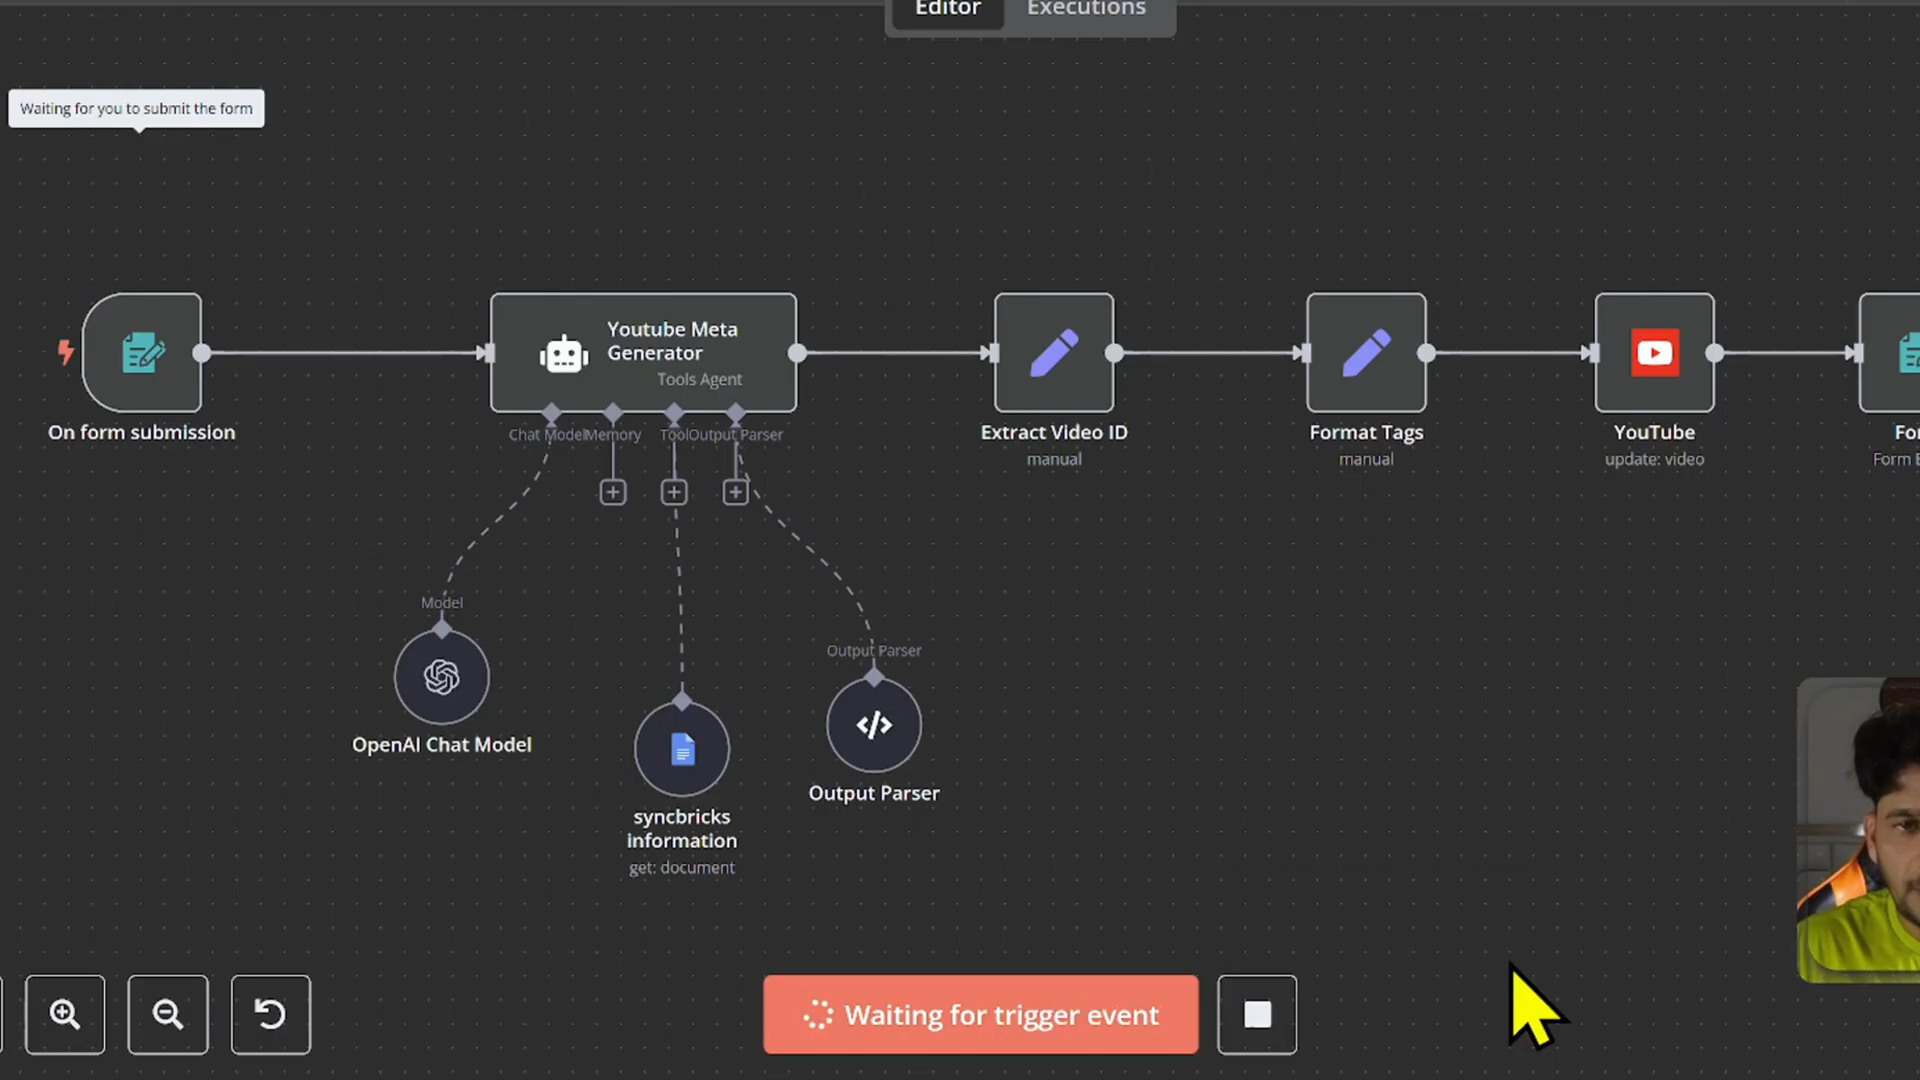 Editor Executions
Waiting for you to submit the form
Youtube Meta
Generator
Tools Agent
Chat Model Memory Tool Output Parser
On form submission
Extract Video ID
manual
Format Tags
manual
YouTube
update: video
Form E
Model
OpenAI Chat Model
syncbricks
information
get: document
Output Parser
Output Parser
Waiting for trigger event